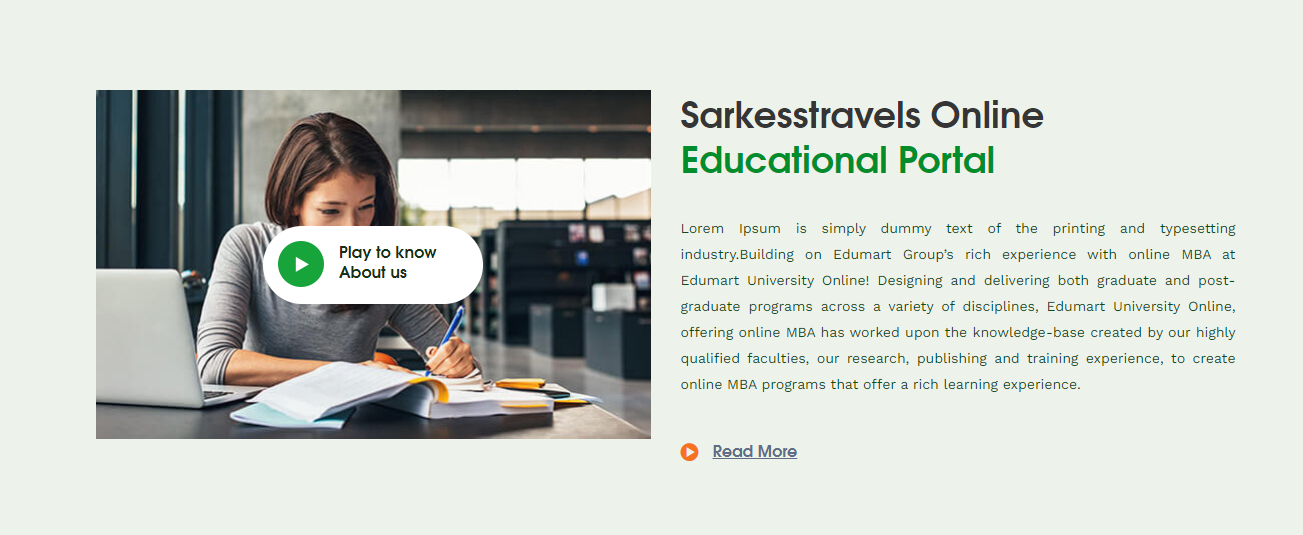 Play to know
About us
Sarkesstravels Online
Educational Portal
Lorem Ipsum is simply dummy text of the printing and typesetting
industry.Building on Edumart Group’s rich experience with online MBA at
Edumart University Online! Designing and delivering both graduate and post-
graduate programs across a variety of disciplines, Edumart University Online,
offering online MBA has worked upon the knowledge-base created by our highly
qualified faculties, our research, publishing and training experience, to create
online MBA programs that offer a rich learning experience.
Read More